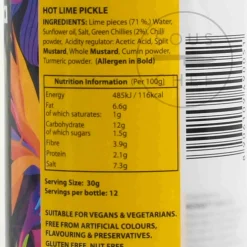 HOT LIME PICKLE
INGREDIENTS: Lime pieces (71 %), Water,
Sunflower oil, Salt, Green Chillies (2%), Chilli
powder, Acidity regulator: Acetic Acid, Split
Mustard, Whole Mustard, Cumin powder,
Turmeric powder. (Allergen in Bold)
Nutrition Information (Per 100g)
Energy 485kJ / 116kcal
Fat 6.6g
of which saturates: 1g
Carbohydrate 12g
of which sugars 1.5g
Fibre 3.9g
Protein 2.1g
Salt 7.3g
Serving Size: 30g
Servings per bottle: 12
SUITABLE FOR VEGANS & VEGETARIANS.
FREE FROM ARTIFICIAL COLOURS,
FLAVOURING & PRESERVATIVES.
GLUTEN FREE, NUT FREE